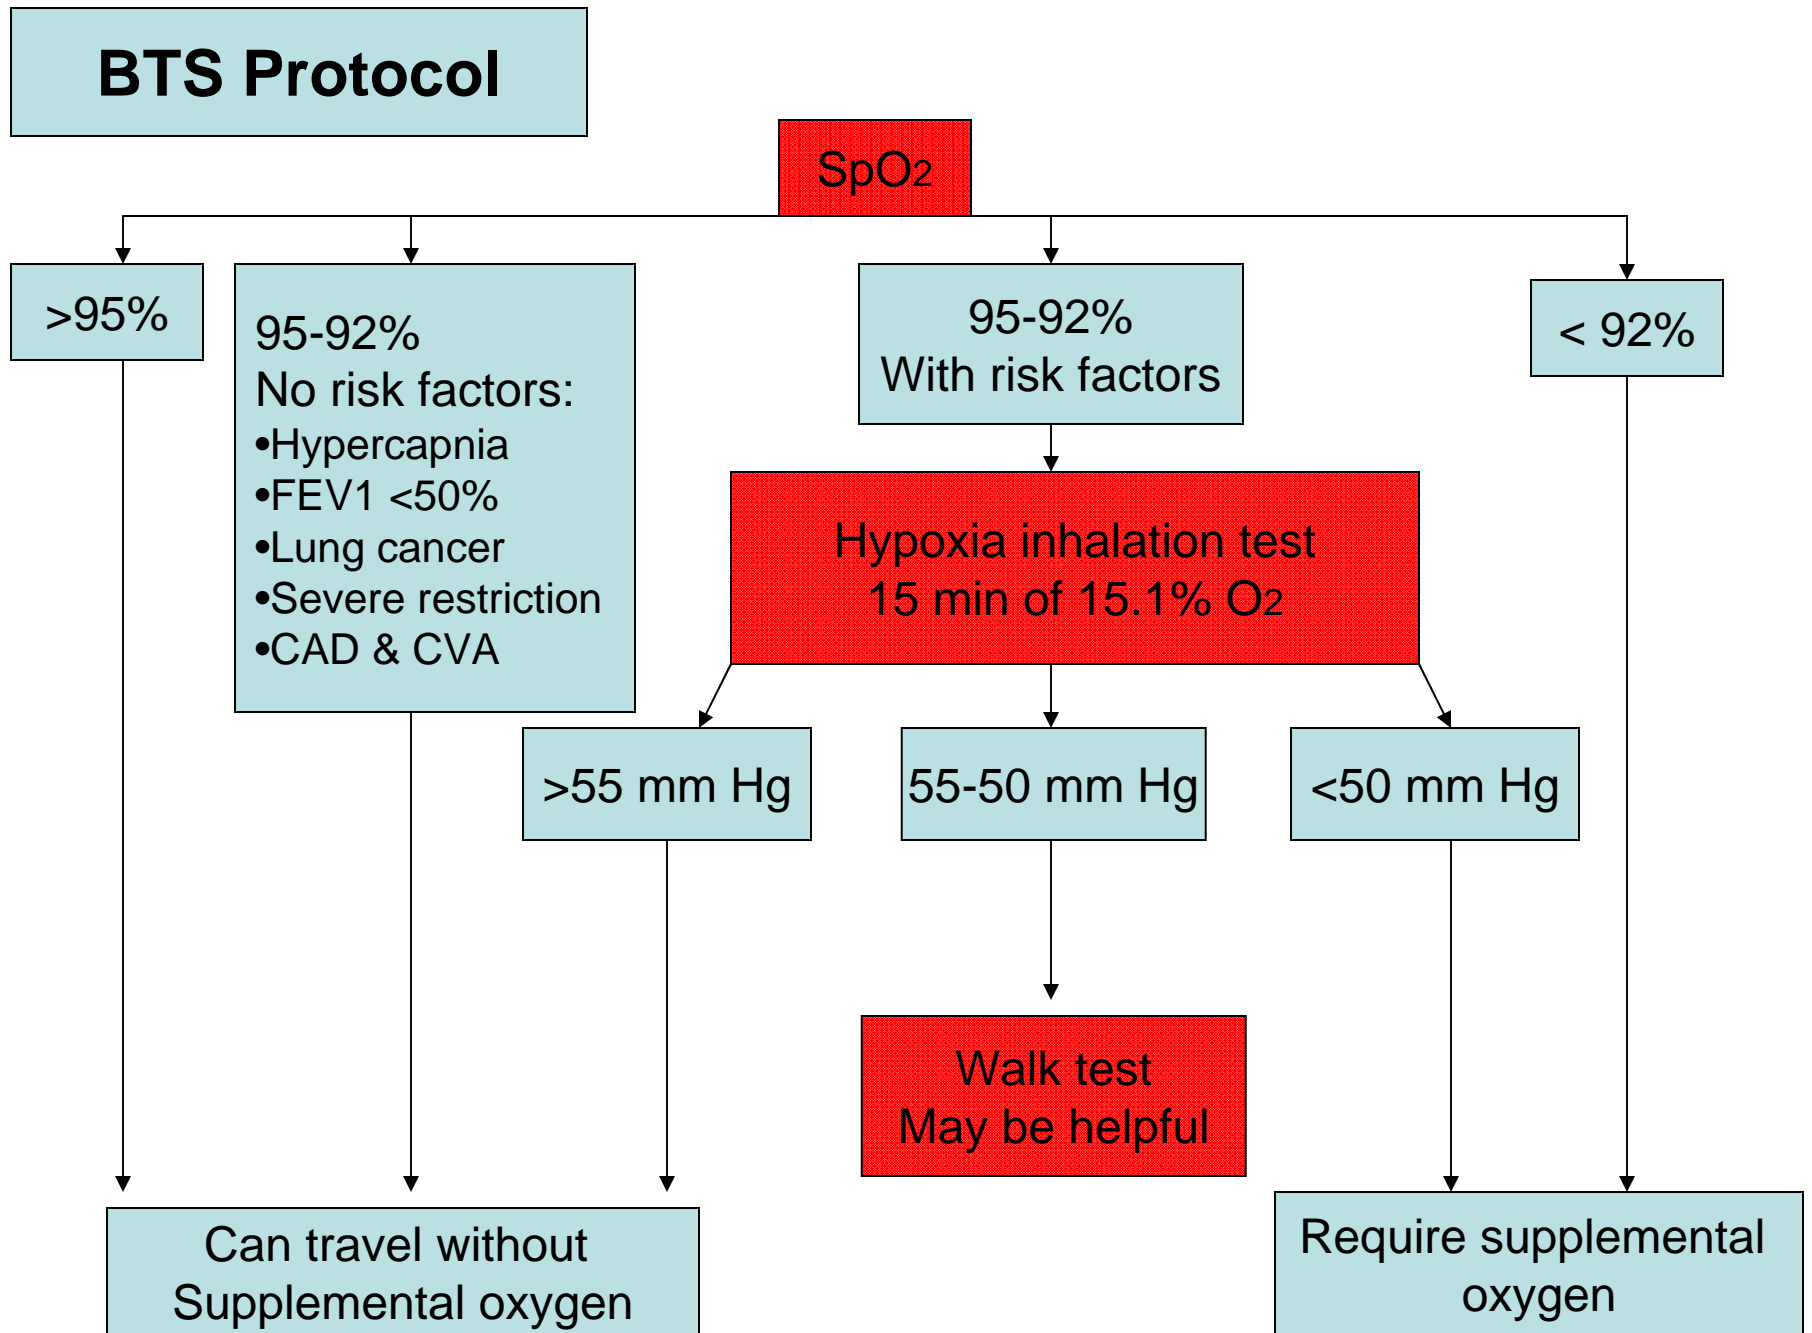 BTS Protocol
SpO2
>95%
95-92%
No risk factors:
•Hypercapnia
•FEV1 <50%
•Lung cancer
•Severe restriction
•CAD & CVA
95-92%
With risk factors
< 92%
Hypoxia inhalation test
15 min of 15.1% O2
>55 mm Hg
55-50 mm Hg
<50 mm Hg
Walk test
May be helpful
Can travel without
Supplemental oxygen
Require supplemental
oxygen